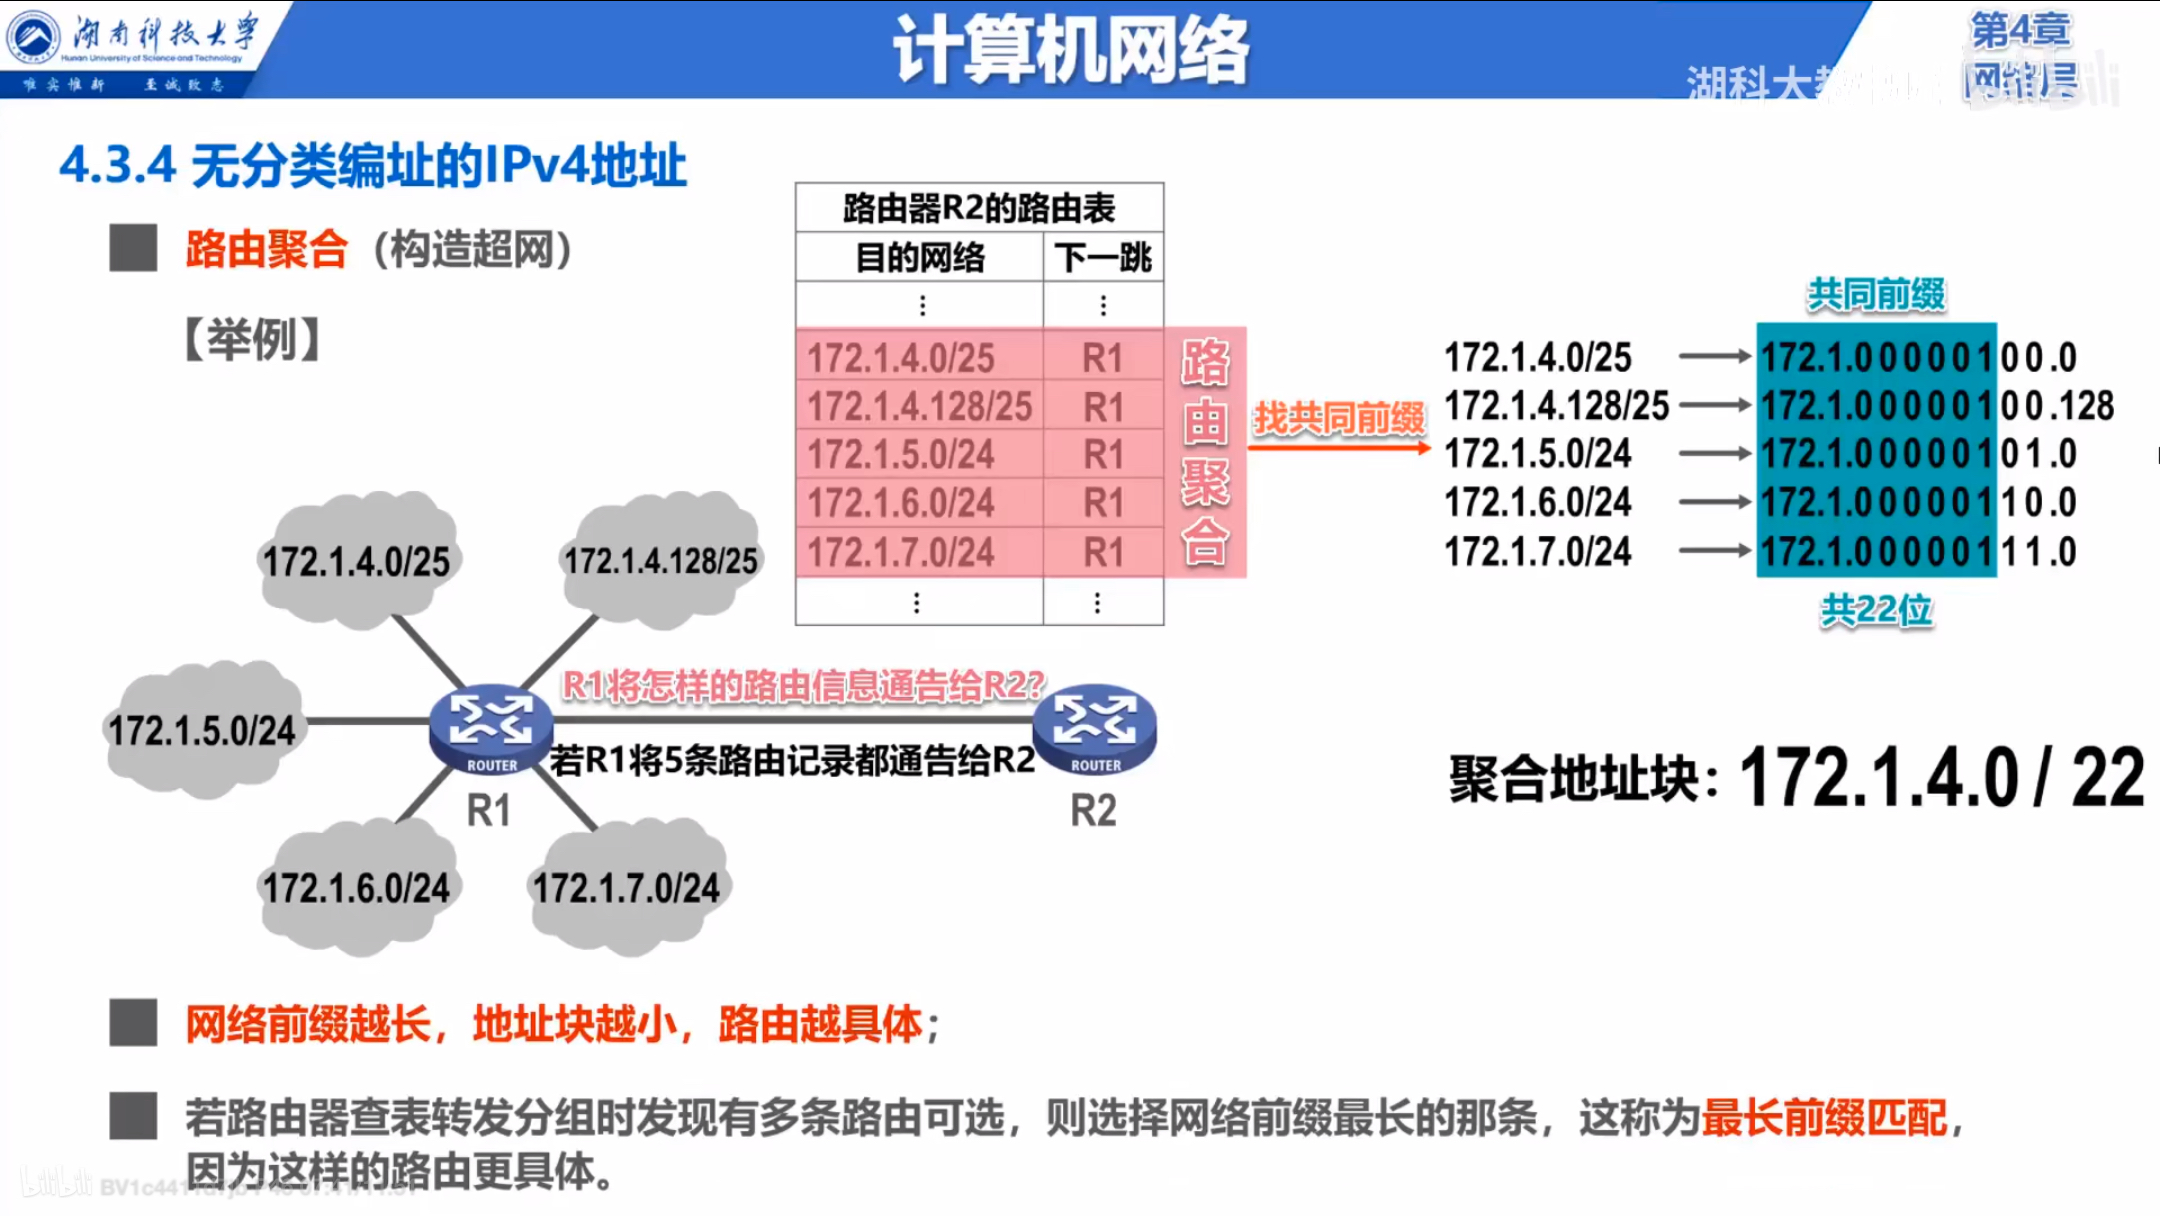 湖南科技大学
Hunan University of Science and Technology
唯实惟新 至诚致志
计算机网络
第4章
网络层
湖科大教
bilibili
4.3.4 无分类编址的IPv4地址
路由聚合（构造超网）
【举例】
路由器R2的路由表
目的网络 下一跳
⋮ ⋮
172.1.4.0/25 R1
172.1.4.128/25 R1
172.1.5.0/24 R1
172.1.6.0/24 R1
172.1.7.0/24 R1
⋮ ⋮
路由聚合
找共同前缀
共同前缀
172.1.4.0/25 172.1.00000100.0
172.1.4.128/25 172.1.00000100.128
172.1.5.0/24 172.1.00000101.0
172.1.6.0/24 172.1.00000110.0
172.1.7.0/24 172.1.00000111.0
共22位
172.1.4.0/25
172.1.4.128/25
172.1.5.0/24
172.1.6.0/24
172.1.7.0/24
R1将怎样的路由信息通告给R2？
若R1将5条路由记录都通告给R2
ROUTER
R1
ROUTER
R2
聚合地址块：172.1.4.0 / 22
网络前缀越长，地址块越小，路由越具体；
若路由器查表转发分组时发现有多条路由可选，则选择网络前缀最长的那条，这称为最长前缀匹配，
因为这样的路由更具体。
bilibili